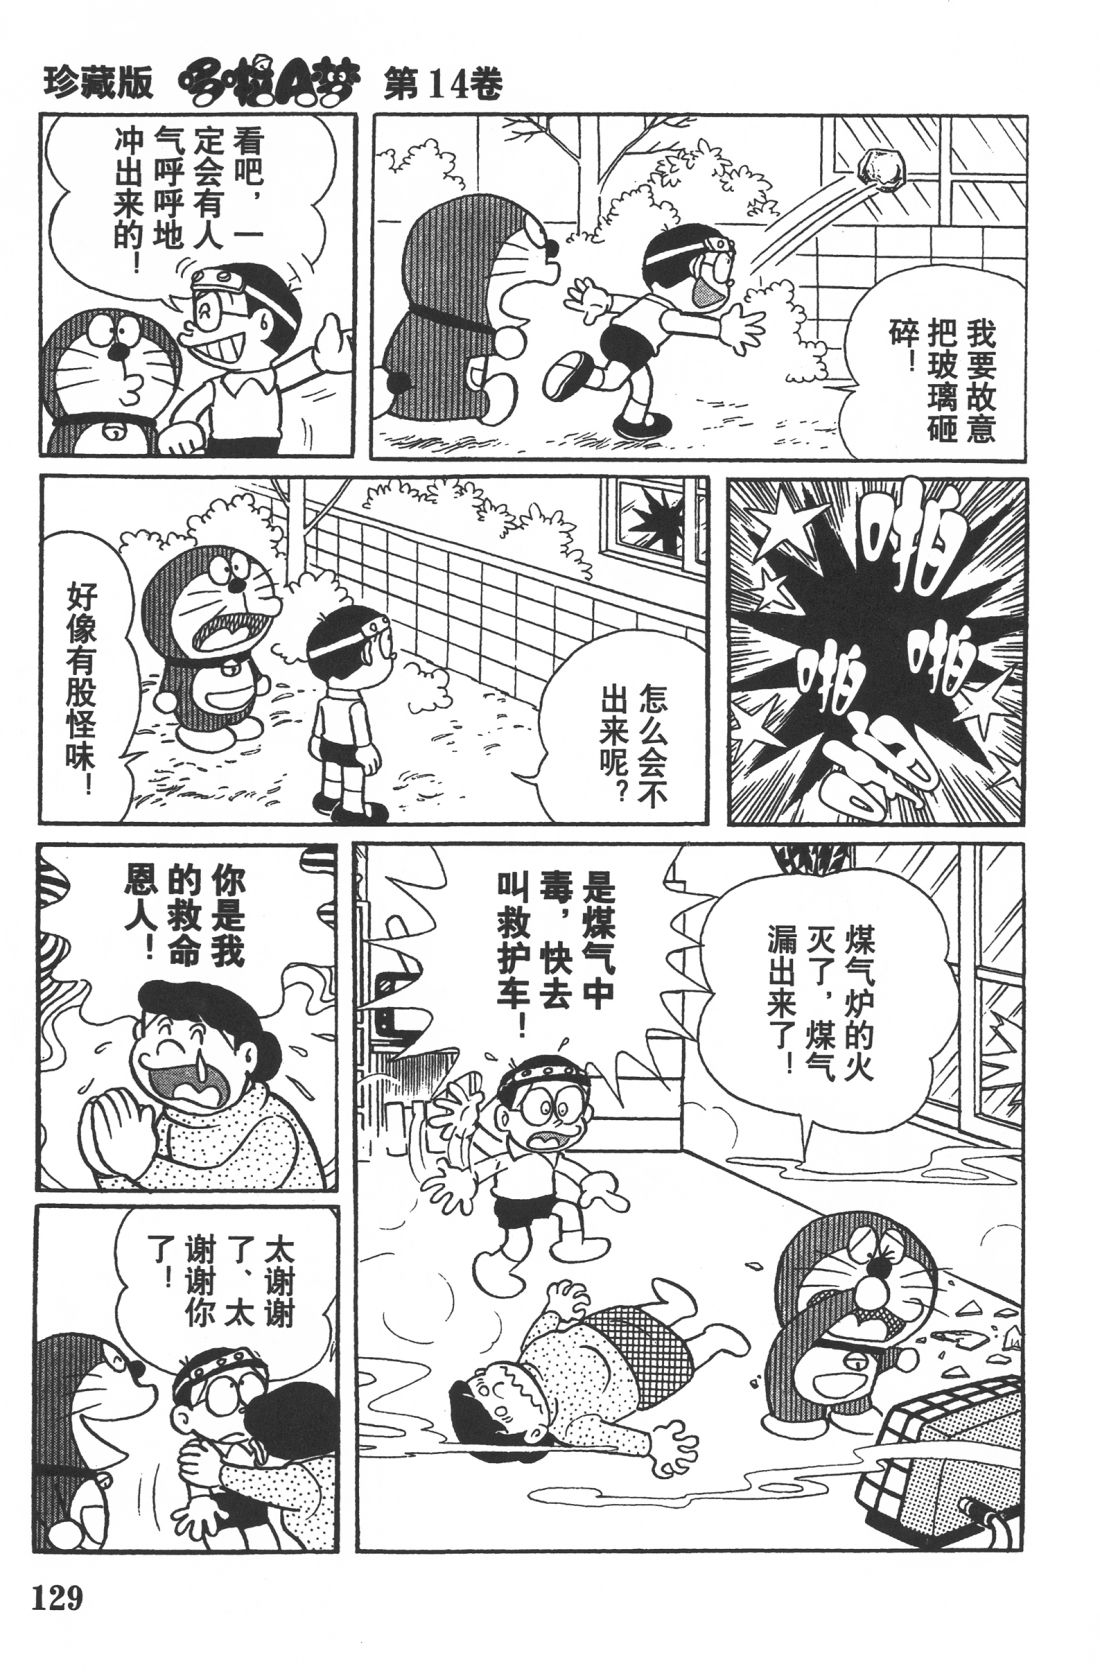 珍藏版 哆啦A梦 第14卷
我要故意
把玻璃砸
碎！
看吧，一
定会有人
气呼呼地
冲出来的！
啪
啪
啪
啪
怎么会不
出来呢？
好像有股怪味！
煤气炉的火
灭了，煤气
漏出来了！
是煤气中
毒，快去
叫救护车！
你是我
的救命
恩人！
太谢谢
了、太
谢谢你
了！
129